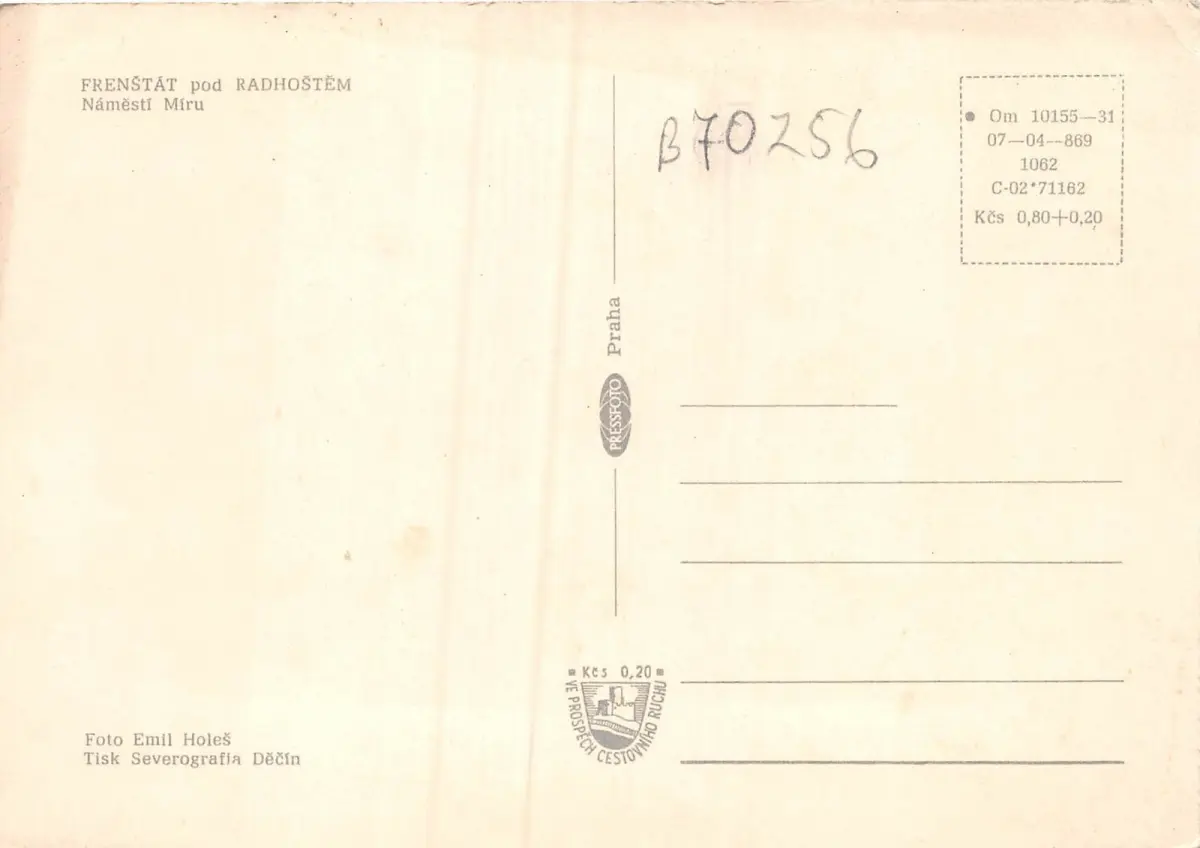 FRENŠTÁT pod RADHOŠTĚM
Náměstí Míru
B70256
Om 10155—31
07—04—869
1062
C-02*71162
Kčs 0,80+0,20
Praha
PRESSFOTO
Kčs 0,20
VE PROSPĚCH CESTOVNÍHO RUCHU
Foto Emil Holeš
Tisk Severografia Děčín